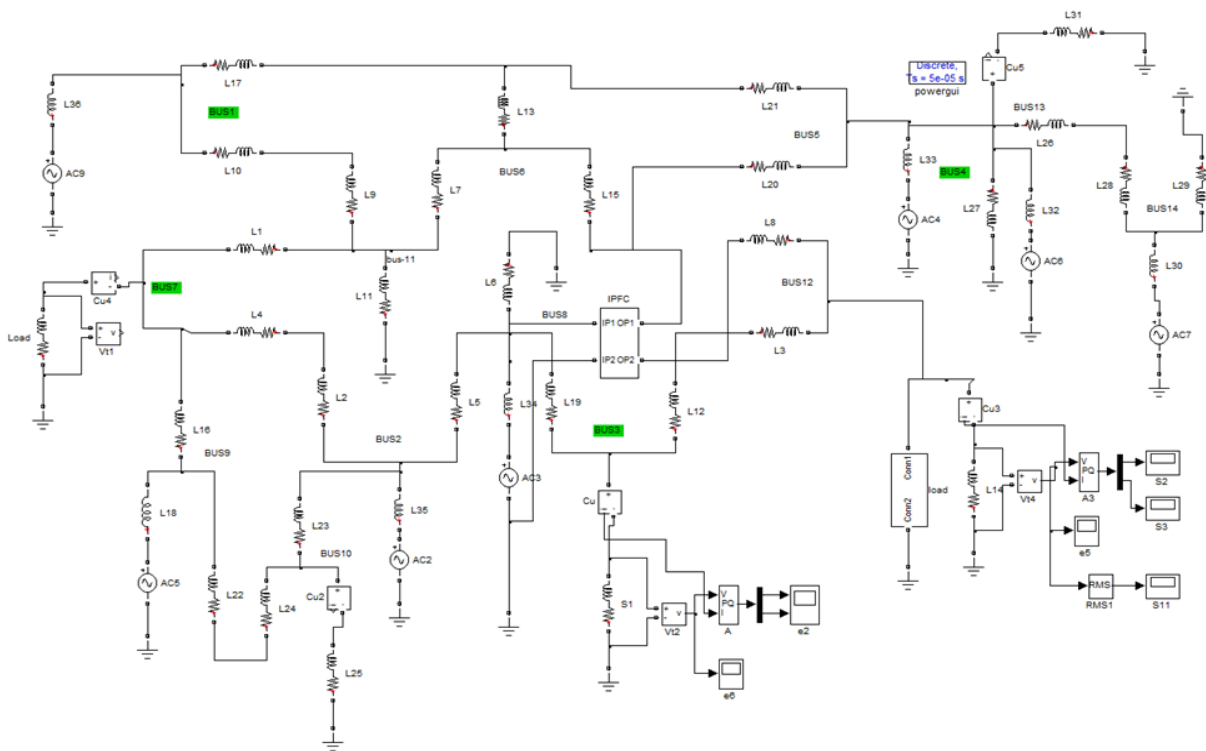 L31
Cu5
Discrete,
Ts = 5e-05 s
powergui
L17
L36
BUS1
L13
L21
BUS5
BUS13
L26
L10
BUS6
L33
BUS4
AC9
L9
L7
L15
L20
L28
L29
L27
L32
BUS14
AC4
L1
L8
bus-11
L6
BUS12
AC6
L30
Cu4
BUS7
L11
IPFC
BUS8
IP1 OP1
IP2 OP2
AC7
Load
Vt1
L4
L3
L2
L5
L34
L19
L12
Cu3
L16
BUS2
BUS3
BUS9
AC3
Conn1
Conn2
load
L14
Vt4
V
PQ
I
A3
S2
S3
L18
L23
L35
Cu
e5
BUS10
AC2
AC5
L22
L24
Cu2
S1
Vt2
V
PQ
I
A
e2
RMS
RMS1
S11
L25
e6